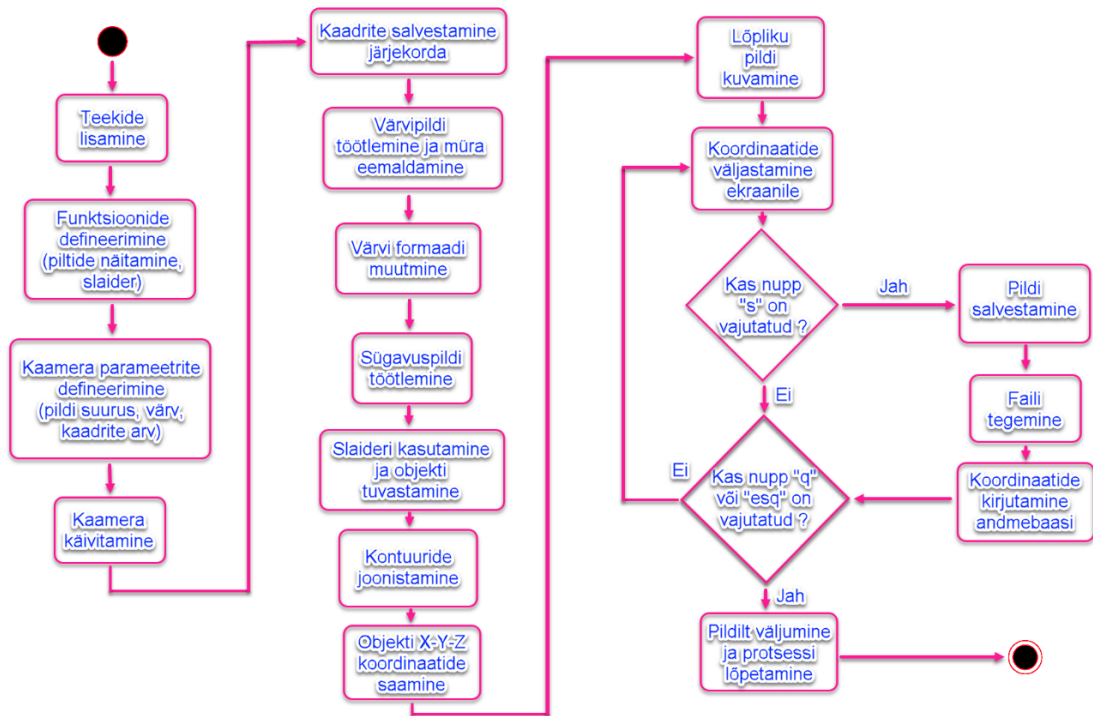 Teekide
lisamine
Funktsioonide
defineerimine
(piltide näitamine,
slaider)
Kaamera parameetrite
defineerimine
(pildi suurus, värv,
kaadrite arv)
Kaamera
käivitamine
Kaadrite salvestamine
järjekorda
Värvipildi
töötlemine ja müra
eemaldamine
Värvi formaadi
muutmine
Sügavuspildi
töötlemine
Slaideri kasutamine
ja objekti
tuvastamine
Kontuuride
joonistamine
Objekti X-Y-Z
koordinaatide
saamine
Lõpliku
pildi
kuvamine
Koordinaatide
väljastamine
ekraanile
Kas nupp
"s" on
vajutatud ?
Jah
Pildi
salvestamine
Faili
tegemine
Koordinaatide
kirjutamine
andmebaasi
Ei
Kas nupp "q"
või "esq" on
vajutatud ?
Ei
Jah
Pildilt väljumine
ja protsessi
lõpetamine